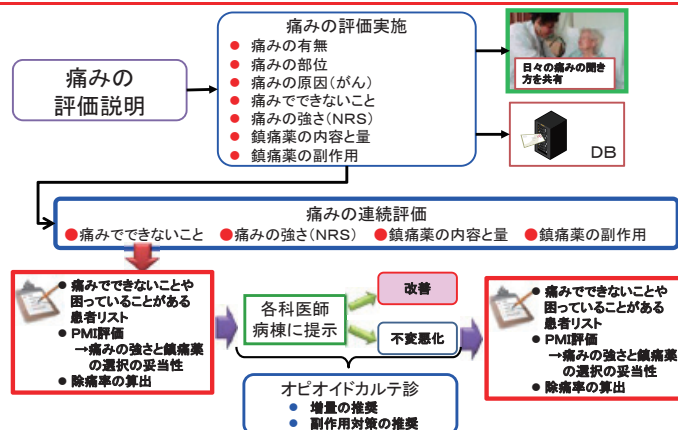 痛みの
評価説明
痛みの評価実施
● 痛みの有無
● 痛みの部位
● 痛みの原因(がん)
● 痛みでできないこと
● 痛みの強さ(NRS)
● 鎮痛薬の内容と量
● 鎮痛薬の副作用
日々の痛みの聞き
方を共有
DB
痛みの連続評価
●痛みでできないこと ●痛みの強さ(NRS) ●鎮痛薬の内容と量 ●鎮痛薬の副作用
● 痛みでできないことや
困っていることがある
患者リスト
● PMI評価
→痛みの強さと鎮痛薬
の選択の妥当性
● 除痛率の算出
各科医師
病棟に提示
改善
不変悪化
オピオイドカルテ診
● 増量の推奨
● 副作用対策の推奨
● 痛みでできないことや
困っていることがある
患者リスト
● PMI評価
→痛みの強さと鎮痛薬
の選択の妥当性
● 除痛率の算出